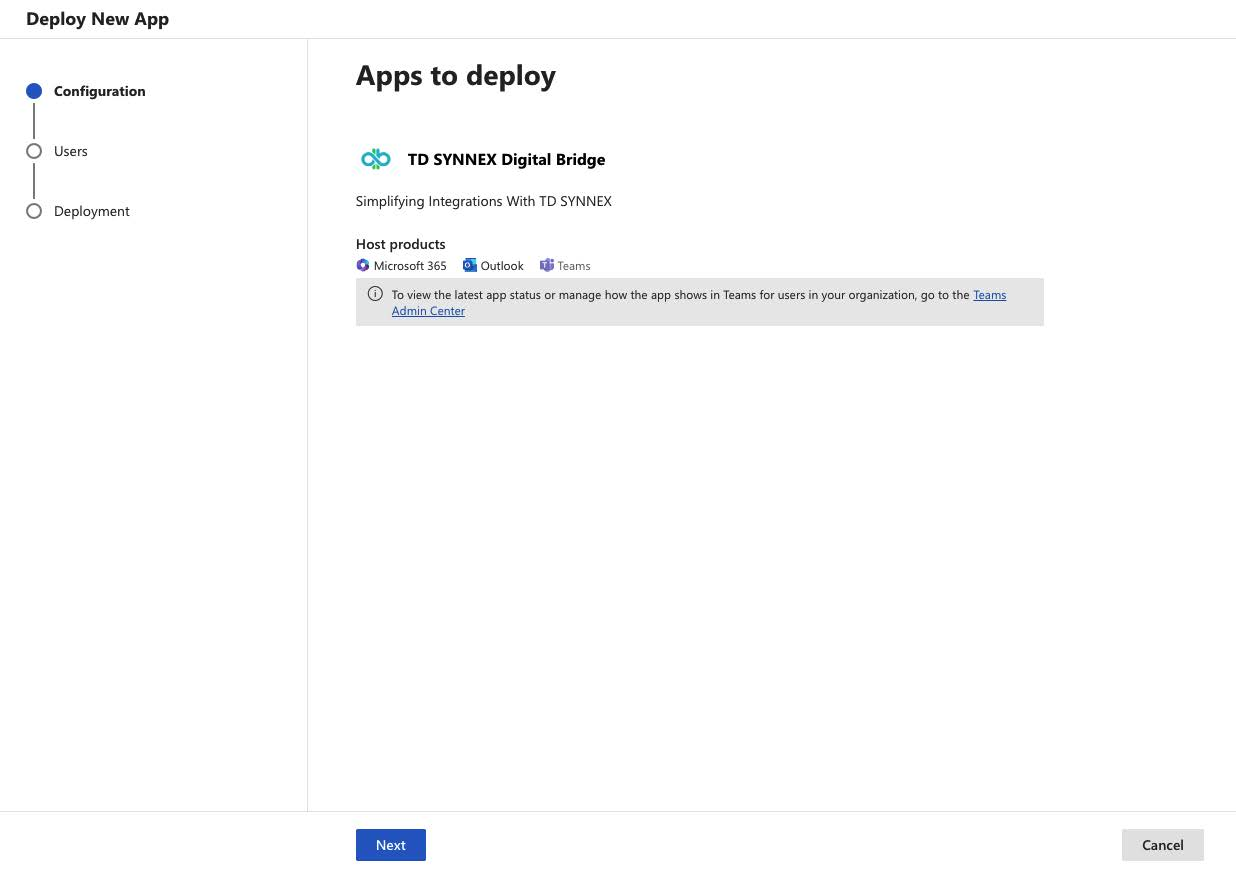 Deploy New App
Configuration
Users
Deployment
Apps to deploy
TD SYNNEX Digital Bridge
Simplifying Integrations With TD SYNNEX
Host products
Microsoft 365 Outlook Teams
To view the latest app status or manage how the app shows in Teams for users in your organization, go to the Teams
Admin Center
Next
Cancel